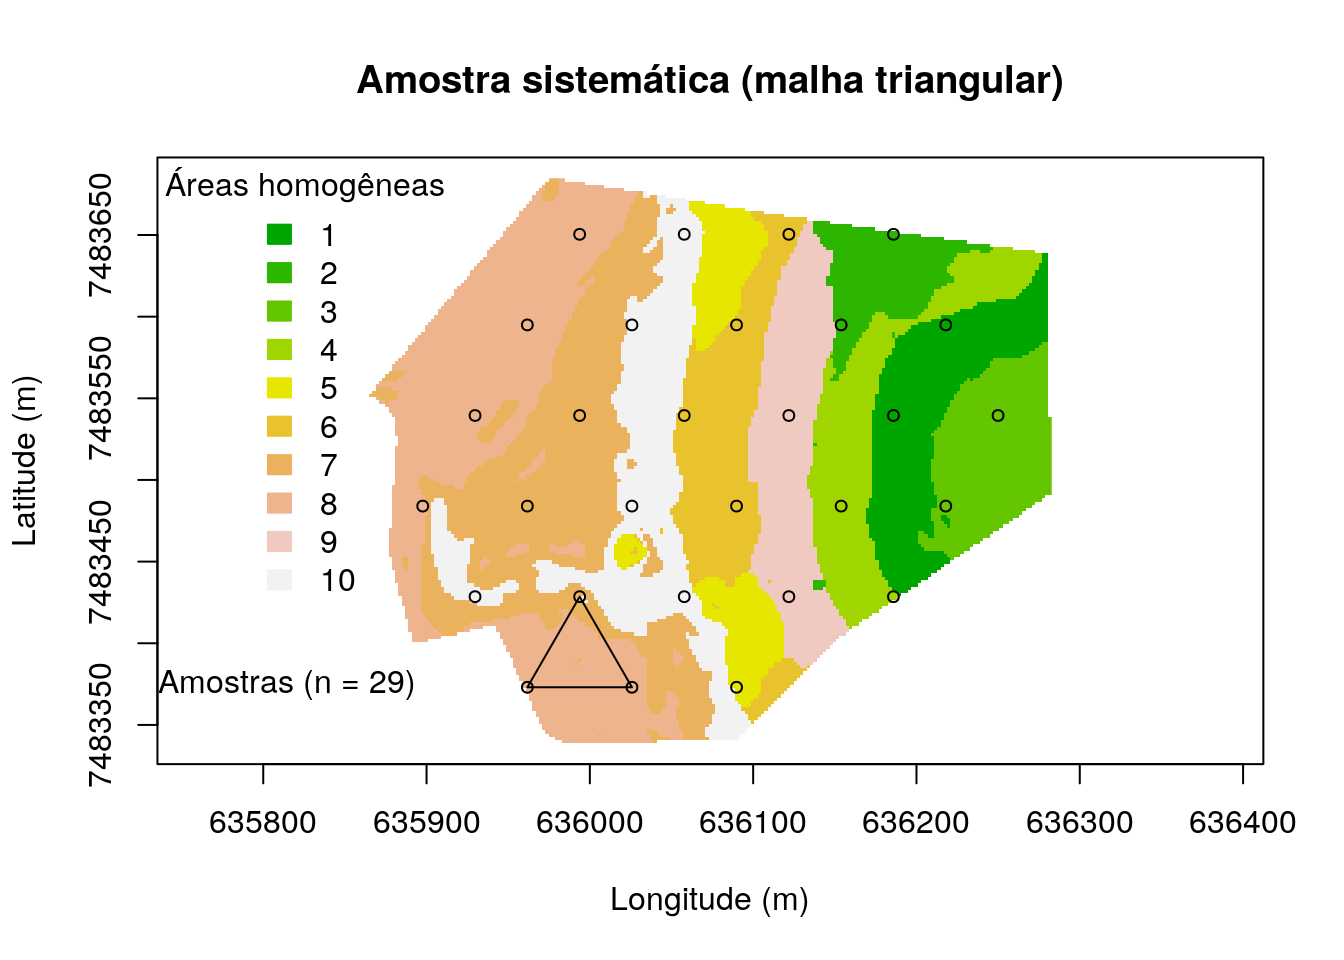 Amostra sistemática (malha triangular)
Áreas homogêneas
1
2
3
4
5
6
7
8
9
10
Amostras (n = 29)
Latitude (m)
7483650
7483550
7483450
7483350
635800 635900 636000 636100 636200 636300 636400
Longitude (m)